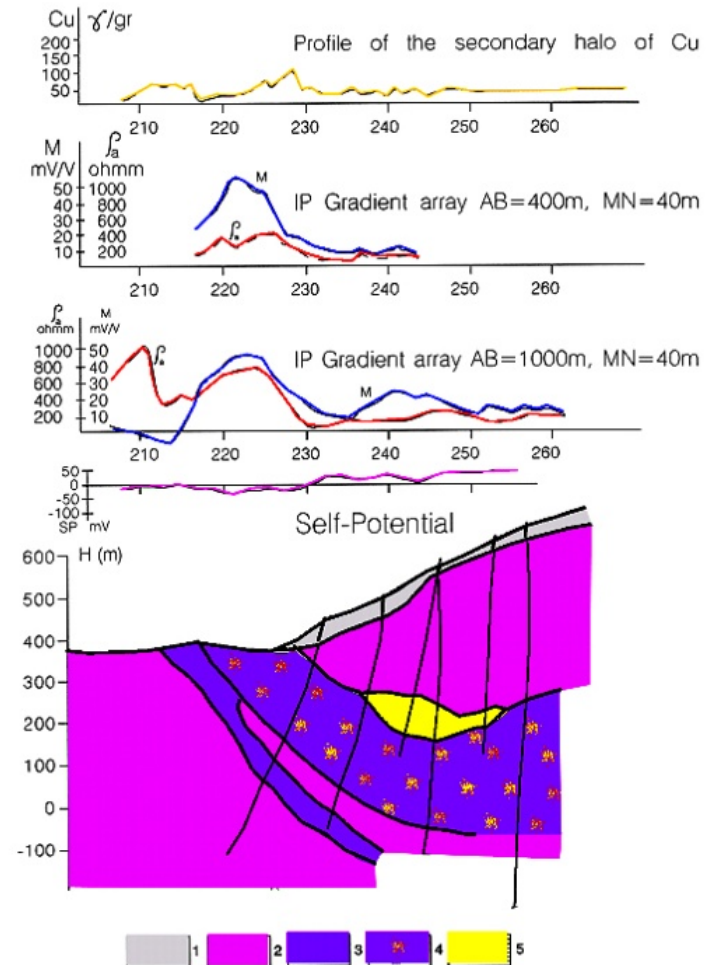 Cu ɣ/gr
Profile of the secondary halo of Cu
200
150
100
50
210 220 230 240 250 260
M ρa
mV/V ohmm
IP Gradient array AB=400m, MN=40m
M
50 1000
40 800
30 600
20 400
10 200
ρa
210 220 230 240 250 260
ρa M
ohmm mV/V
IP Gradient array AB=1000m, MN=40m
1000 50
800 40
600 30
400 20
200 10
ρa
M
210 220 230 240 250 260
50
0
-50
-100
SP mV
Self-Potential
H (m)
600
500
400
300
200
100
0
-100
1 2 3 4 5